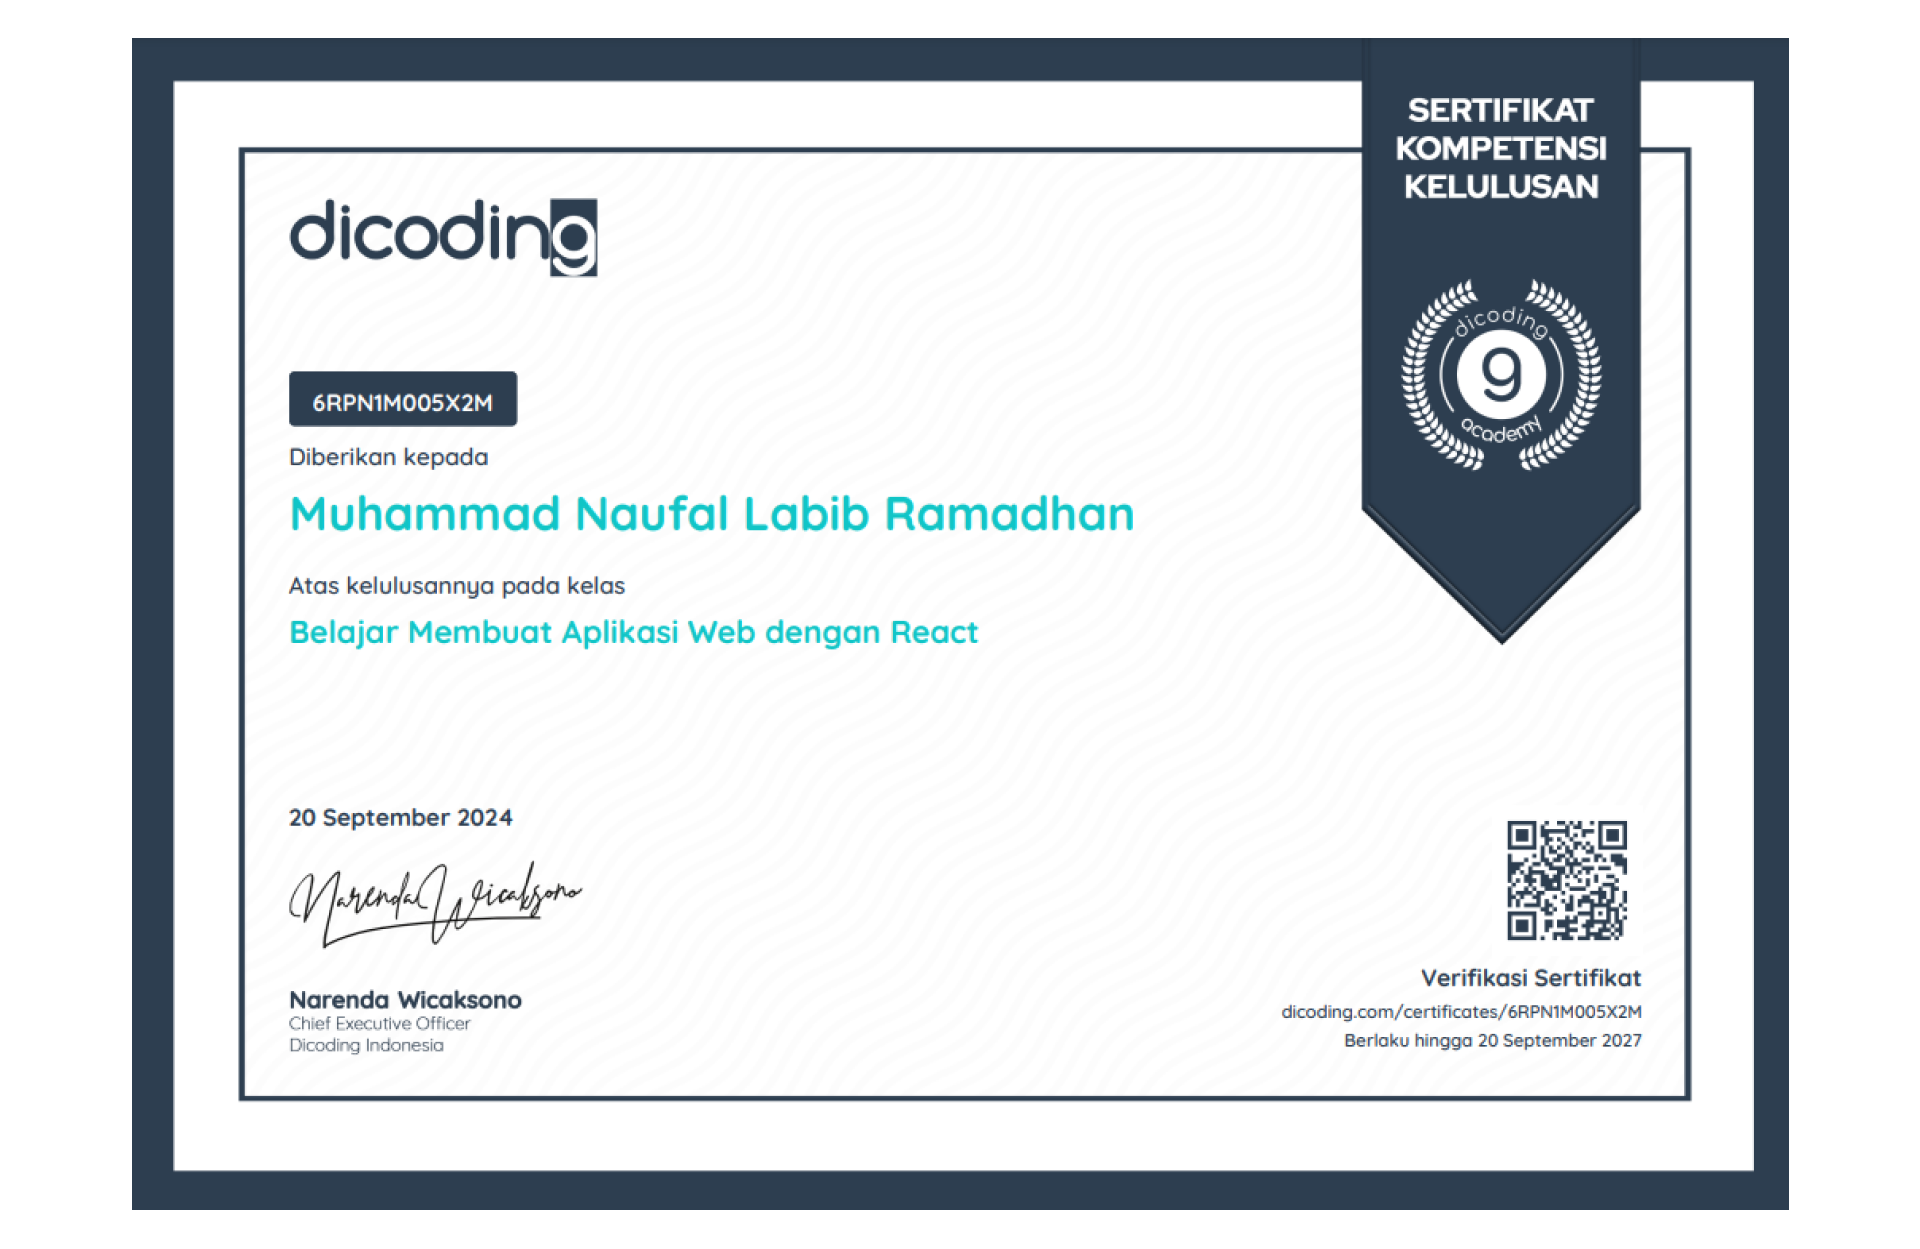 SERTIFIKAT
KOMPETENSI
KELULUSAN
dicoding
dicoding
g
academy
6RPN1M005X2M
Diberikan kepada
Muhammad Naufal Labib Ramadhan
Atas kelulusannya pada kelas
Belajar Membuat Aplikasi Web dengan React
20 September 2024
Narenda Wicaksono
Narenda Wicaksono
Chief Executive Officer
Dicoding Indonesia
Verifikasi Sertifikat
dicoding.com/certificates/6RPN1M005X2M
Berlaku hingga 20 September 2027